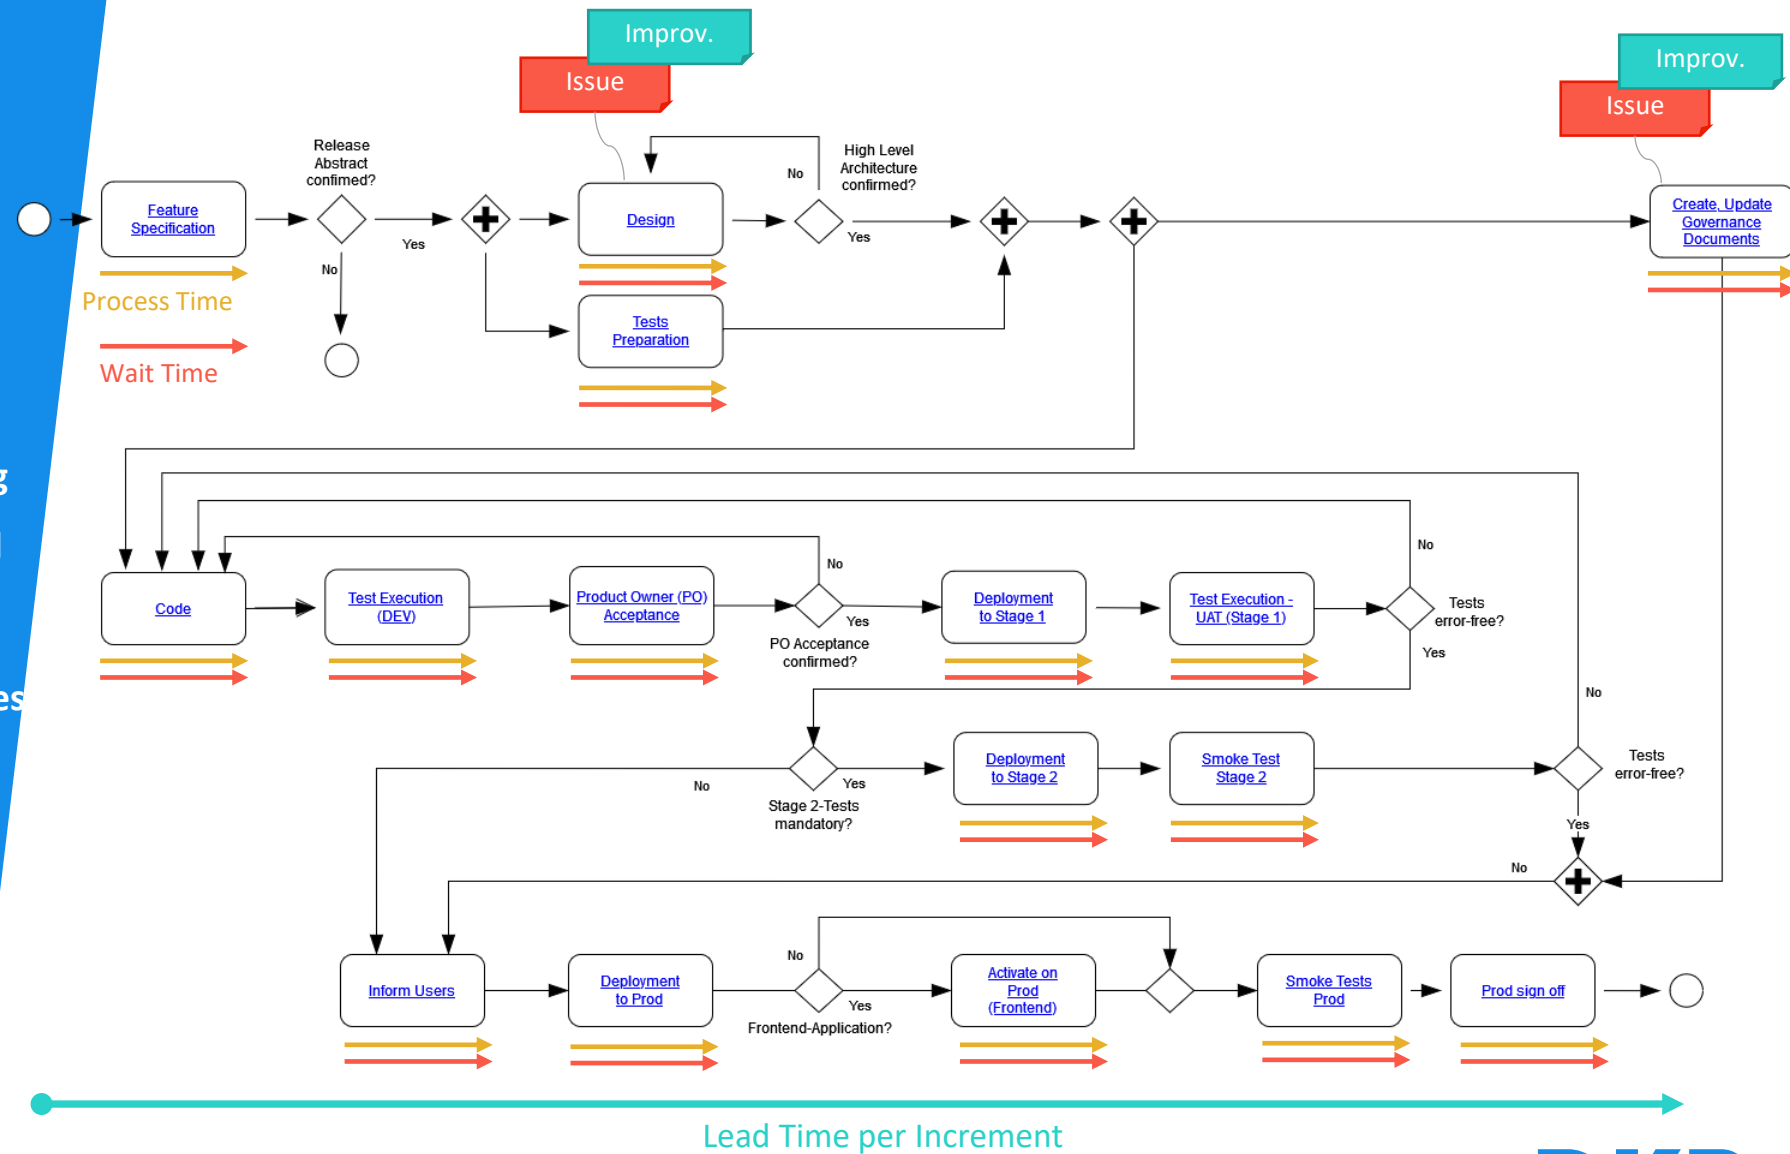 Improv.
Issue
Improv.
Issue
Release
Abstract
confimed?
High Level
Architecture
confirmed?
No
Feature
Specification
Yes
No
Design
Yes
Create, Update
Governance
Documents
Process Time
Tests
Preparation
Wait Time
g
No
No
Code
Test Execution
(DEV)
Product Owner (PO)
Acceptance
Yes
PO Acceptance
confirmed?
Deployment
to Stage 1
Test Execution -
UAT (Stage 1)
Tests
error-free?
Yes
es
No
No
Yes
Stage 2-Tests
mandatory?
Deployment
to Stage 2
Smoke Test
Stage 2
Tests
error-free?
Yes
No
No
Inform Users
Deployment
to Prod
Yes
Frontend-Application?
Activate on
Prod
(Frontend)
Smoke Tests
Prod
Prod sign off
Lead Time per Increment